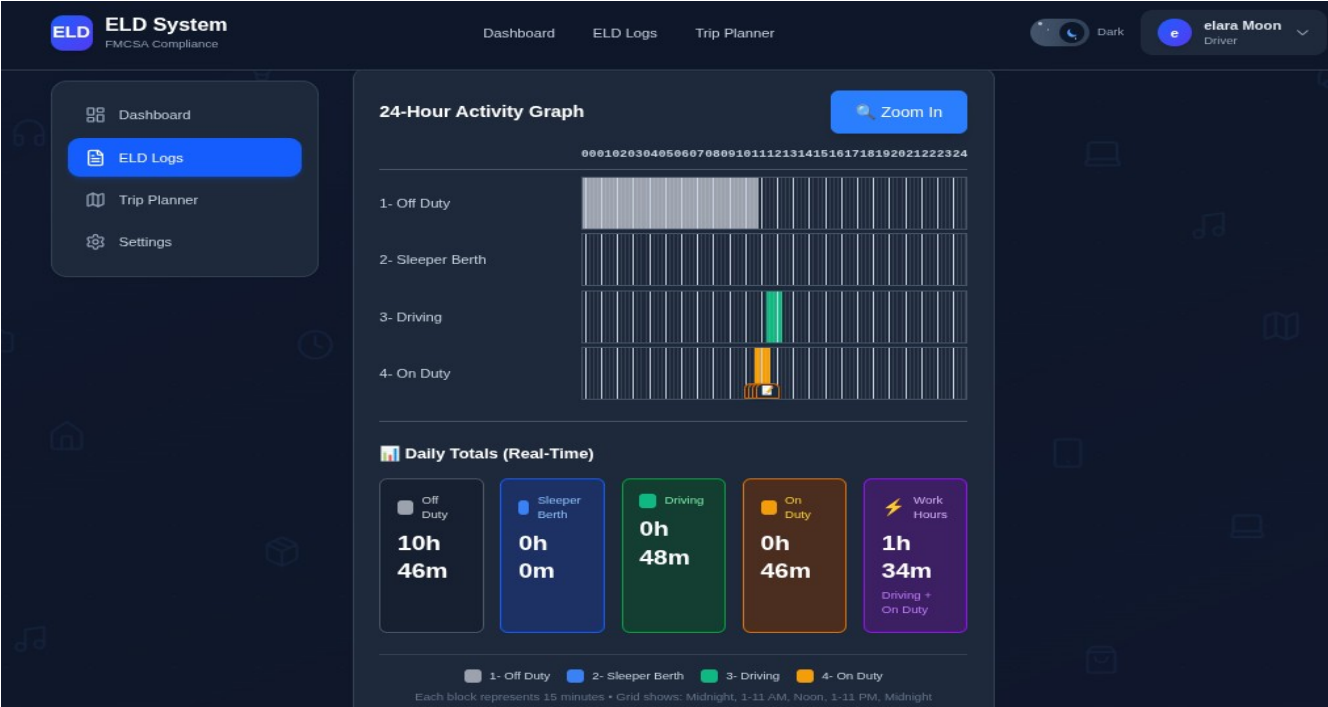 ELD
ELD System
FMCSA Compliance
Dashboard
ELD Logs
Trip Planner
Dark
e
elara Moon
Driver
Dashboard
ELD Logs
Trip Planner
Settings
24-Hour Activity Graph
Zoom In
00010203040506070809101112131415161718192021222324
1- Off Duty
2- Sleeper Berth
3- Driving
4- On Duty
Daily Totals (Real-Time)
Off
Duty
10h
46m
Sleeper
Berth
0h
0m
Driving
0h
48m
On
Duty
0h
46m
Work
Hours
1h
34m
Driving +
On Duty
1- Off Duty
2- Sleeper Berth
3- Driving
4- On Duty
Each block represents 15 minutes • Grid shows: Midnight, 1-11 AM, Noon, 1-11 PM, Midnight